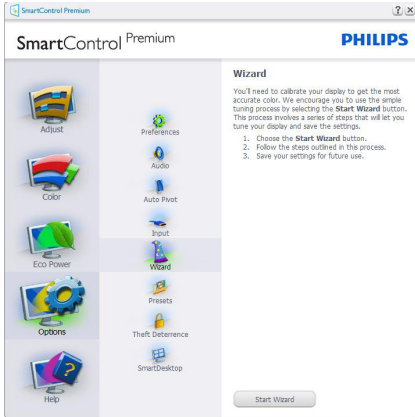 SmartControl Premium
SmartControl Premium
PHILIPS
Adjust
Color
Eco Power
Options
Help
Preferences
Audio
Auto Pivot
Input
Wizard
Presets
Theft Deterrence
SmartDesktop
Wizard
You'll need to calibrate your display to get the most
accurate color. We encourage you to use the simple
tuning process by selecting the Start Wizard button.
This process involves a series of steps that will let you
tune your display and save the settings.
1. Choose the Start Wizard button.
2. Follow the steps outlined in this process.
3. Save your settings for future use.
Start Wizard